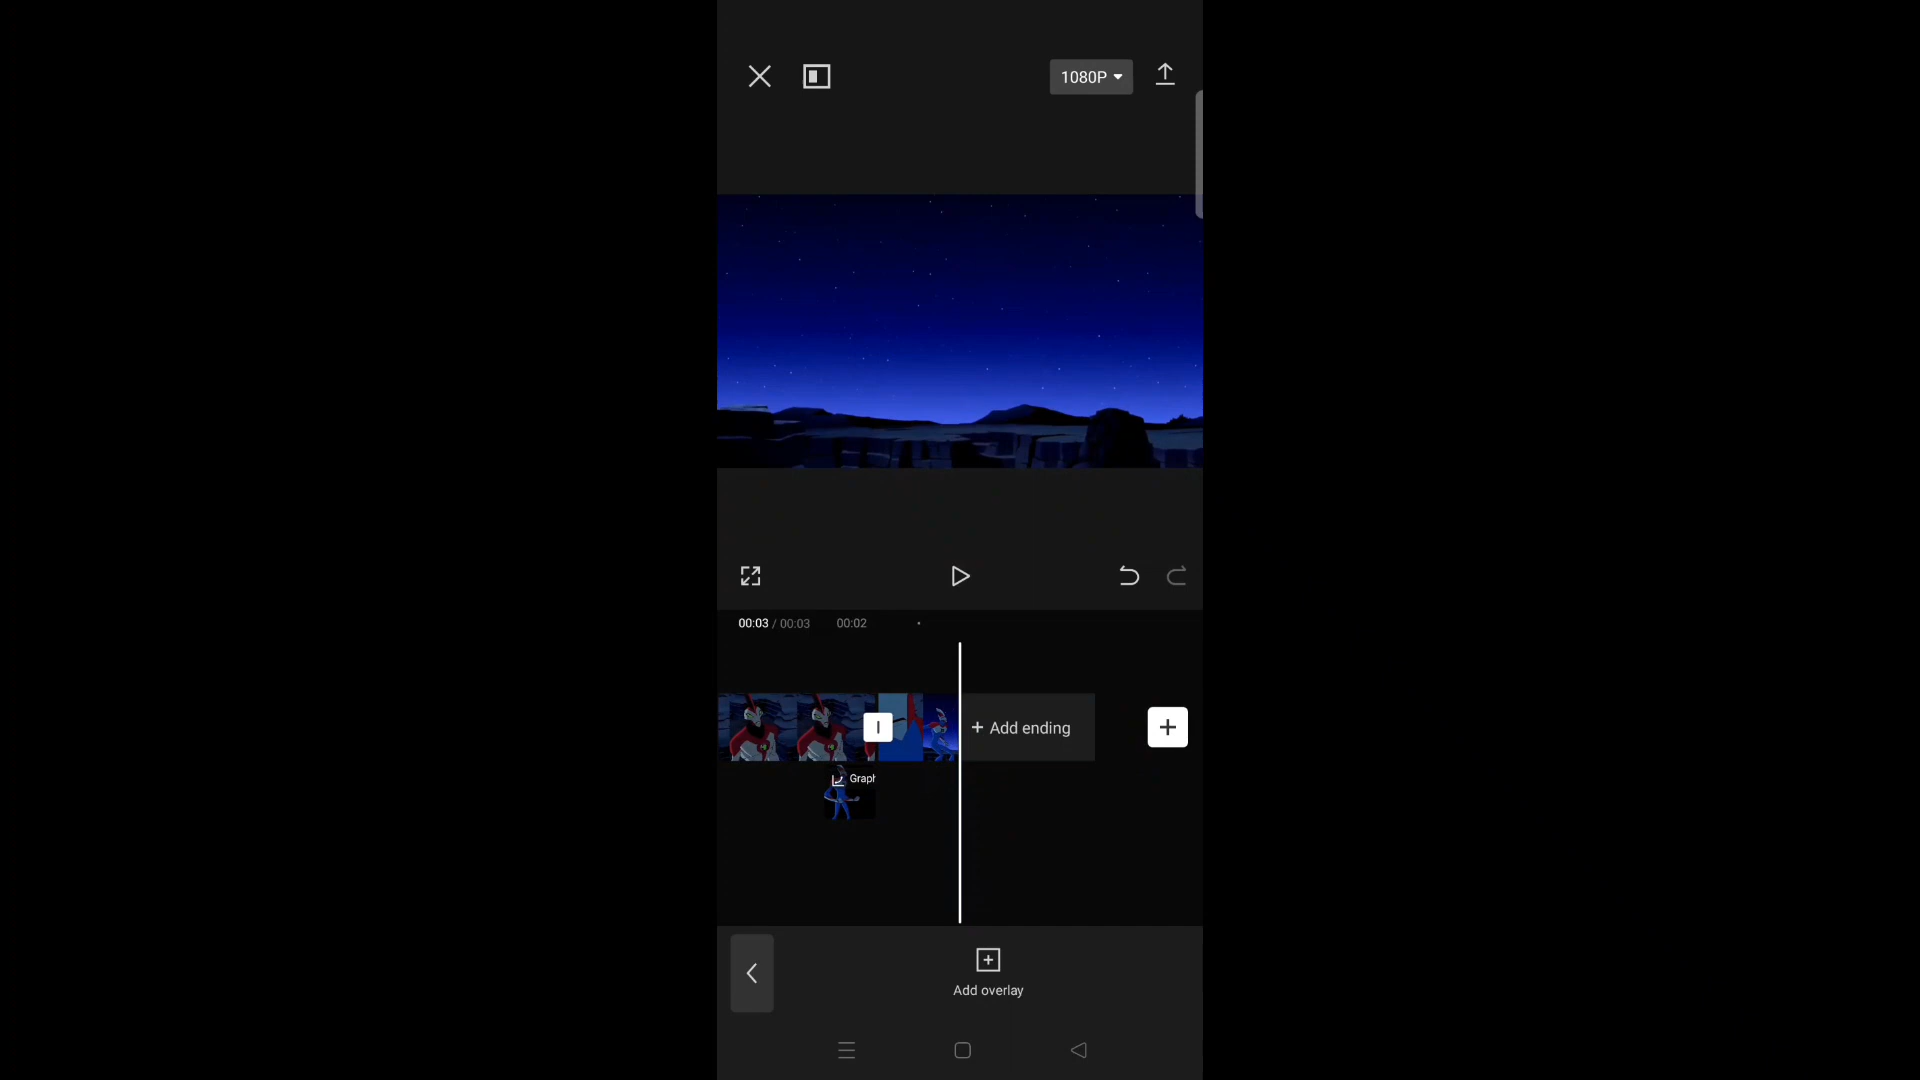 1080P
00:03 / 00:03 00:02
+ Add ending
Graph
Add overlay